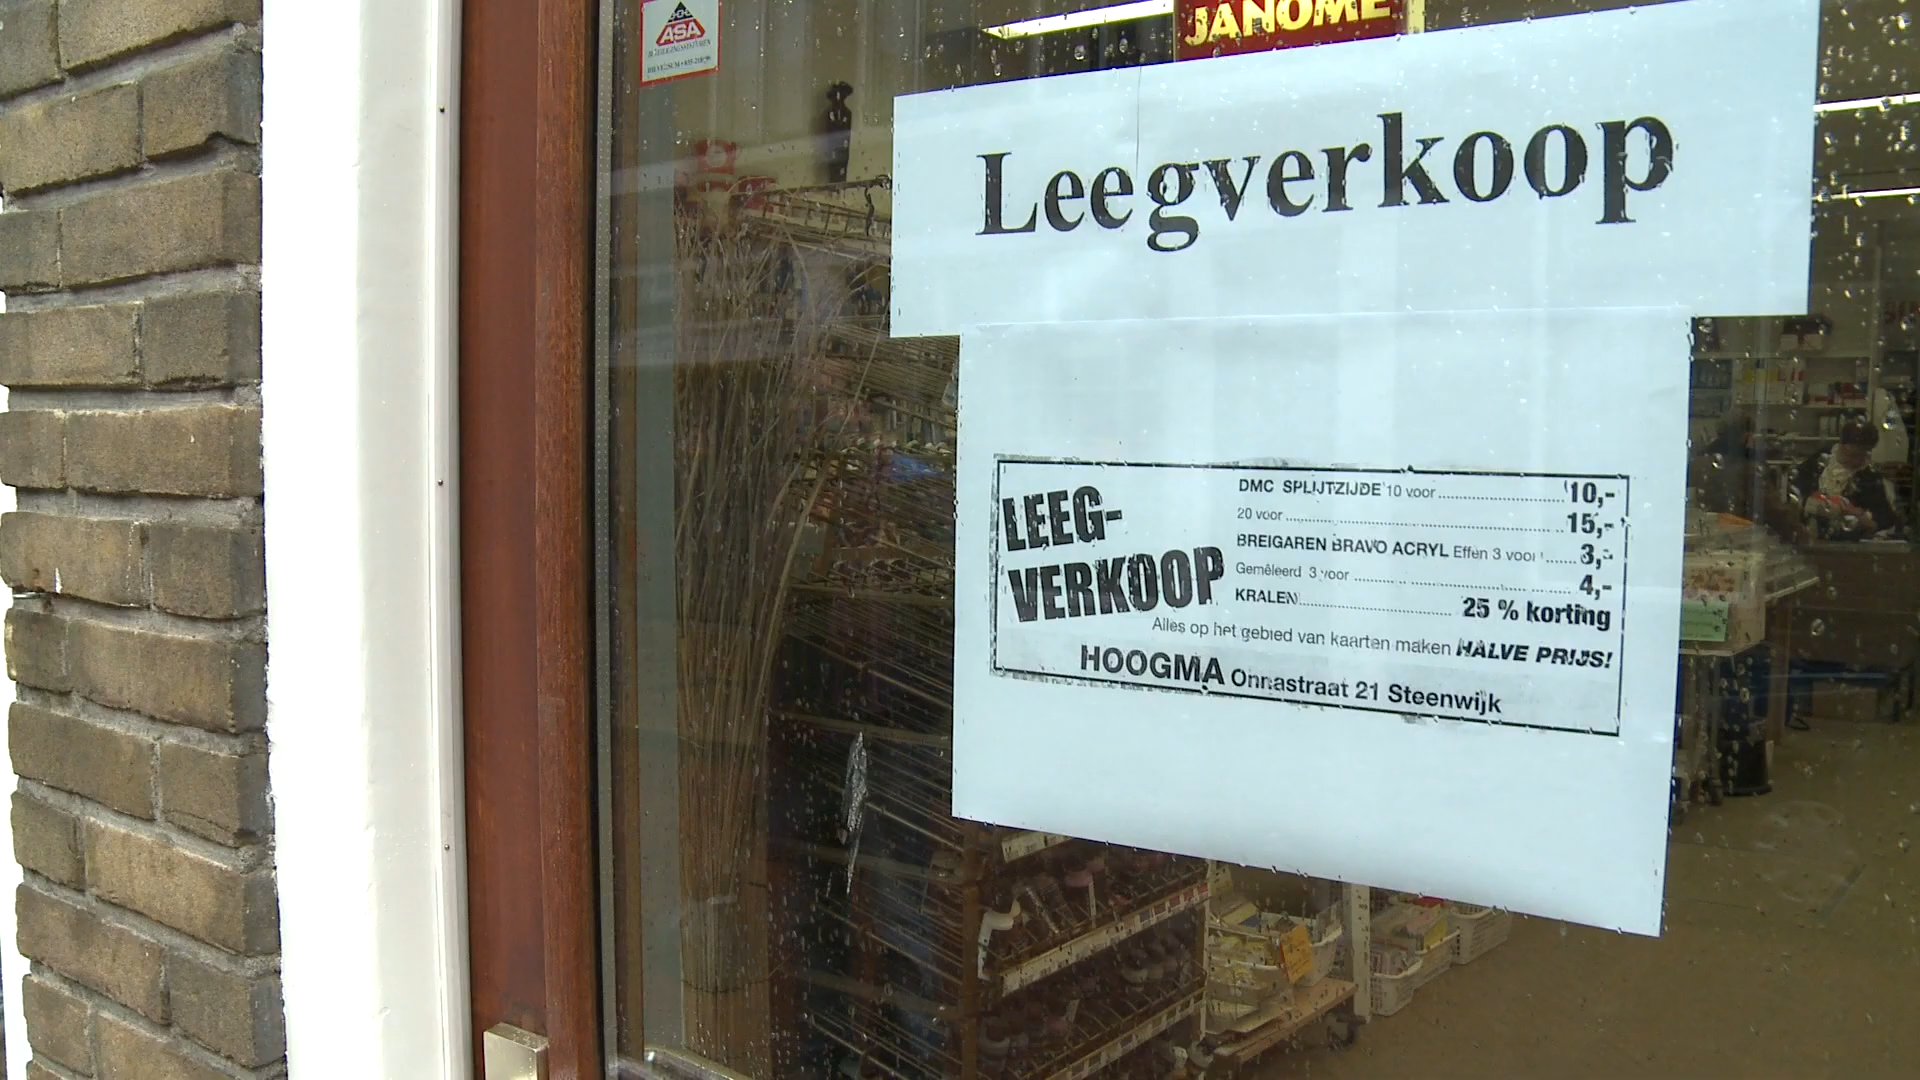 JANOME
ASA
Leegverkoop
LEEG-
VERKOOP
DMC SPLIJTZIJDE 10 voor 10,-
20 voor 15,-
BREIGAREN BRAVO ACRYL Effen 3 voor 3,-
Gemêleerd 3 voor 4,-
KRALEN 25 % korting
Alles op het gebied van kaarten maken HALVE PRIJS!
HOOGMA Onnastraat 21 Steenwijk